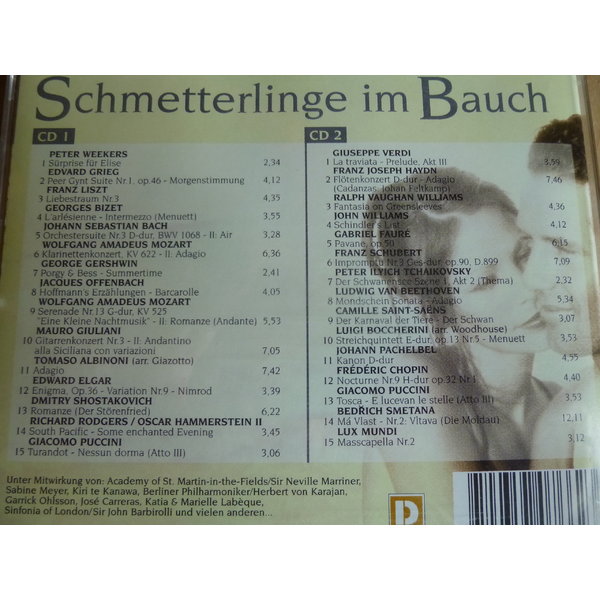 Schmetterlinge im Bauch
CD 1
PETER WEEKERS
1 Sürprise für Elise 2,34
EDVARD GRIEG
2 Peer Gynt Suite Nr.1, op.46 - Morgenstimmung 4,12
FRANZ LISZT
3 Liebestraum Nr.3 4,35
GEORGES BIZET
4 L'arlésienne - Intermezzo (Menuett) 3,55
JOHANN SEBASTIAN BACH
5 Orchestersuite Nr.3 D-dur, BWV 1068 - II: Air 3,28
WOLFGANG AMADEUS MOZART
6 Klarinettenkonzert, KV 622 - II: Adagio 6,36
GEORGE GERSHWIN
7 Porgy & Bess - Summertime 2,41
JACQUES OFFENBACH
8 Hoffmann's Erzählungen - Barcarolle 4,05
WOLFGANG AMADEUS MOZART
9 Serenade Nr.13 G-dur, KV 525
"Eine Kleine Nachtmusik" - II: Romanze (Andante) 5,53
MAURO GIULIANI
10 Gitarrenkonzert Nr.3 - II: Andantino
alla Siciliana con variazioni 7,05
TOMASO ALBINONI (arr. Giazotto)
11 Adagio 7,42
EDWARD ELGAR
12 Enigma, Op.36 - Variation Nr.9 - Nimrod 3,39
DMITRY SHOSTAKOVICH
13 Romanze (Der Störenfried) 6,22
RICHARD RODGERS / OSCAR HAMMERSTEIN II
14 South Pacific - Some enchanted Evening 3,45
GIACOMO PUCCINI
15 Turandot - Nessun dorma (Atto III) 3,06
CD 2
GIUSEPPE VERDI
1 La traviata - Prelude, Akt III 3,59
FRANZ JOSEPH HAYDN
2 Flötenkonzert D-dur - Adagio 7,46
(Cadanzas: Johan Feltkamp)
RALPH VAUGHAN WILLIAMS
3 Fantasia on Greensleeves 4,36
JOHN WILLIAMS
4 Schindler's List 4,12
GABRIEL FAURÉ
5 Pavane, op.50 6,15
FRANZ SCHUBERT
6 Impromptu Nr.3 Ges-dur, op.90, D.899 7,09
PETER ILJICH TCHAIKOVSKY
7 Der Schwanensee Szene 1, Akt 2 (Thema) 2,32
LUDWIG VAN BEETHOVEN
8 Mondschein Sonata - Adagio 5,34
CAMILLE SAINT-SAËNS
9 Der Karnaval der Tiere - Der Schwan 3,07
LUIGI BOCCHERINI (arr. Woodhouse)
10 Streichquintett E-dur, op.13 Nr.5 - Menuett 3,53
JOHANN PACHELBEL
11 Kanon D-dur 4,55
FRÉDÉRIC CHOPIN
12 Nocturne Nr.9 H-dur op.32 Nr.1 4,40
GIACOMO PUCCINI
13 Tosca - E lucevan le stelle (Atto III) 3,53
BEDŘICH SMETANA
14 Má Vlast - Nr.2: Vltava (Die Moldau) 12,11
LUX MUNDI
15 Masscapella Nr.2 3,12
Unter Mitwirkung von: Academy of St. Martin-in-the-Fields/Sir Neville Marriner,
Sabine Meyer, Kiri te Kanawa, Berliner Philharmoniker/Herbert von Karajan,
Garrick Ohlsson, José Carreras, Katia & Marielle Labèque,
Sinfonia of London/Sir John Barbirolli und vielen anderen...
D